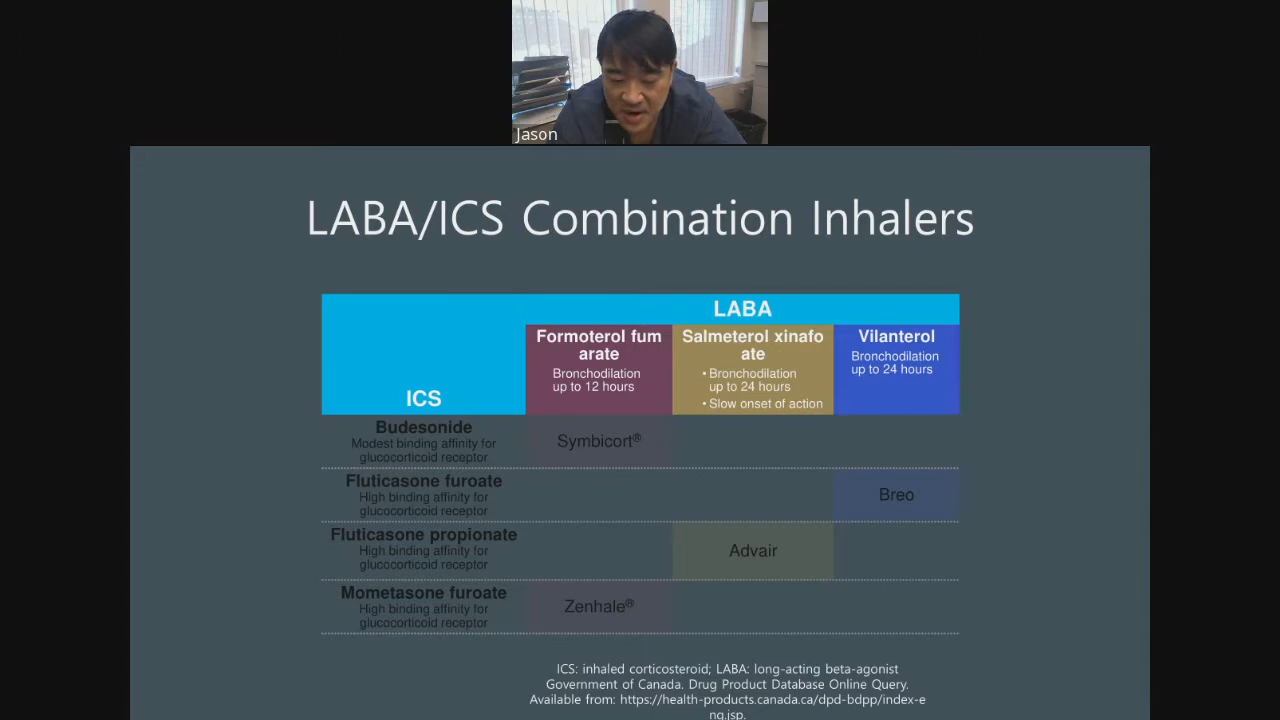 Jason
LABA/ICS Combination Inhalers
LABA
Formoterol fum
arate
Bronchodilation
up to 12 hours
Salmeterol xinafo
ate
• Bronchodilation
up to 24 hours
• Slow onset of action
Vilanterol
Bronchodilation
up to 24 hours
ICS
Budesonide
Modest binding affinity for
glucocorticoid receptor
Symbicort®
Fluticasone furoate
High binding affinity for
glucocorticoid receptor
Breo
Fluticasone propionate
High binding affinity for
glucocorticoid receptor
Advair
Mometasone furoate
High binding affinity for
glucocorticoid receptor
Zenhale®
ICS: inhaled corticosteroid; LABA: long-acting beta-agonist
Government of Canada. Drug Product Database Online Query.
Available from: https://health-products.canada.ca/dpd-bdpp/index-e
ng.jsp.